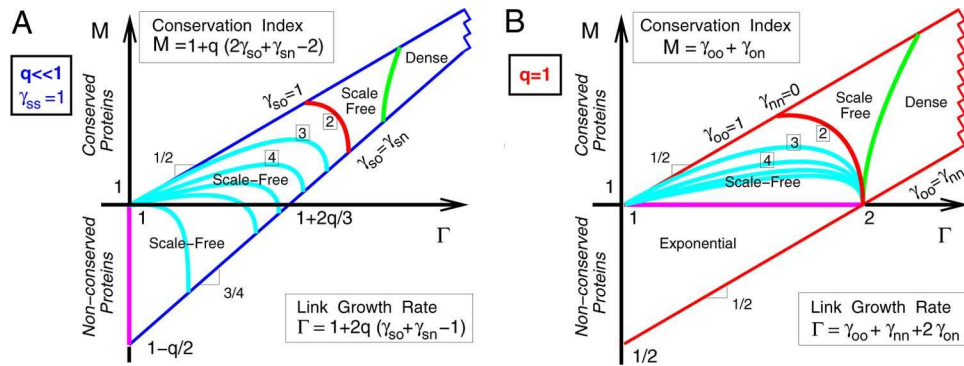 A
M
Conservation Index
M =1+q (2γso+γsn−2)
q<<1
γss =1
Dense
γso=1
Scale
Free
2
3
4
γso=γsn
Conserved
Proteins
1/2
Scale−Free
1
1
1+2q/3
Γ
Scale−Free
Non−conserved
Proteins
3/4
Link Growth Rate
Γ = 1+2q (γso+γsn−1)
1−q/2
B
M
Conservation Index
M = γoo + γon
q=1
γnn=0
Scale
Free
Dense
γoo=1
2
3
4
Conserved
Proteins
1/2
Scale−Free
γoo=γnn
1
1
2
Γ
Exponential
Non−conserved
Proteins
1/2
Link Growth Rate
Γ = γoo + γnn+2 γon
1/2